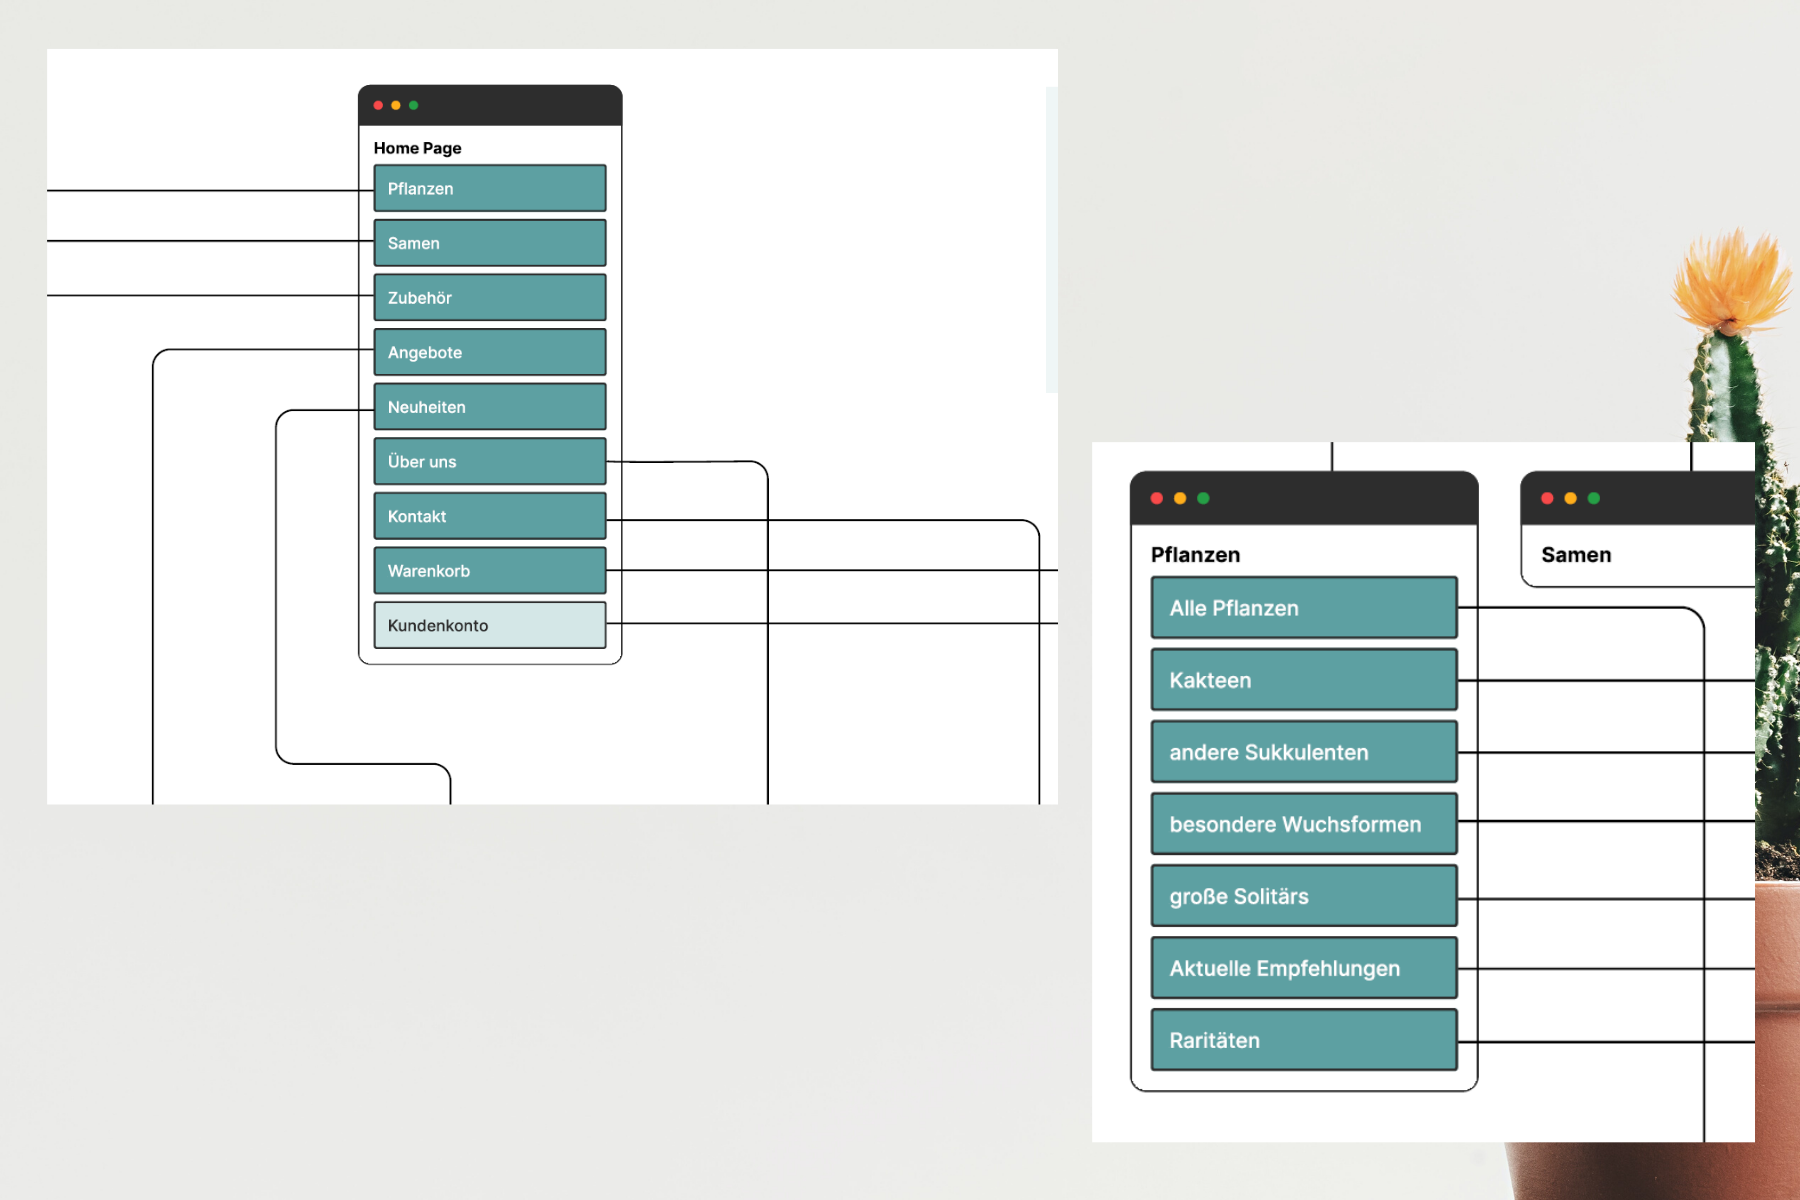 Home Page
Pflanzen
Samen
Zubehör
Angebote
Neuheiten
Über uns
Kontakt
Warenkorb
Kundenkonto
Pflanzen
Alle Pflanzen
Kakteen
andere Sukkulenten
besondere Wuchsformen
große Solitärs
Aktuelle Empfehlungen
Raritäten
Samen